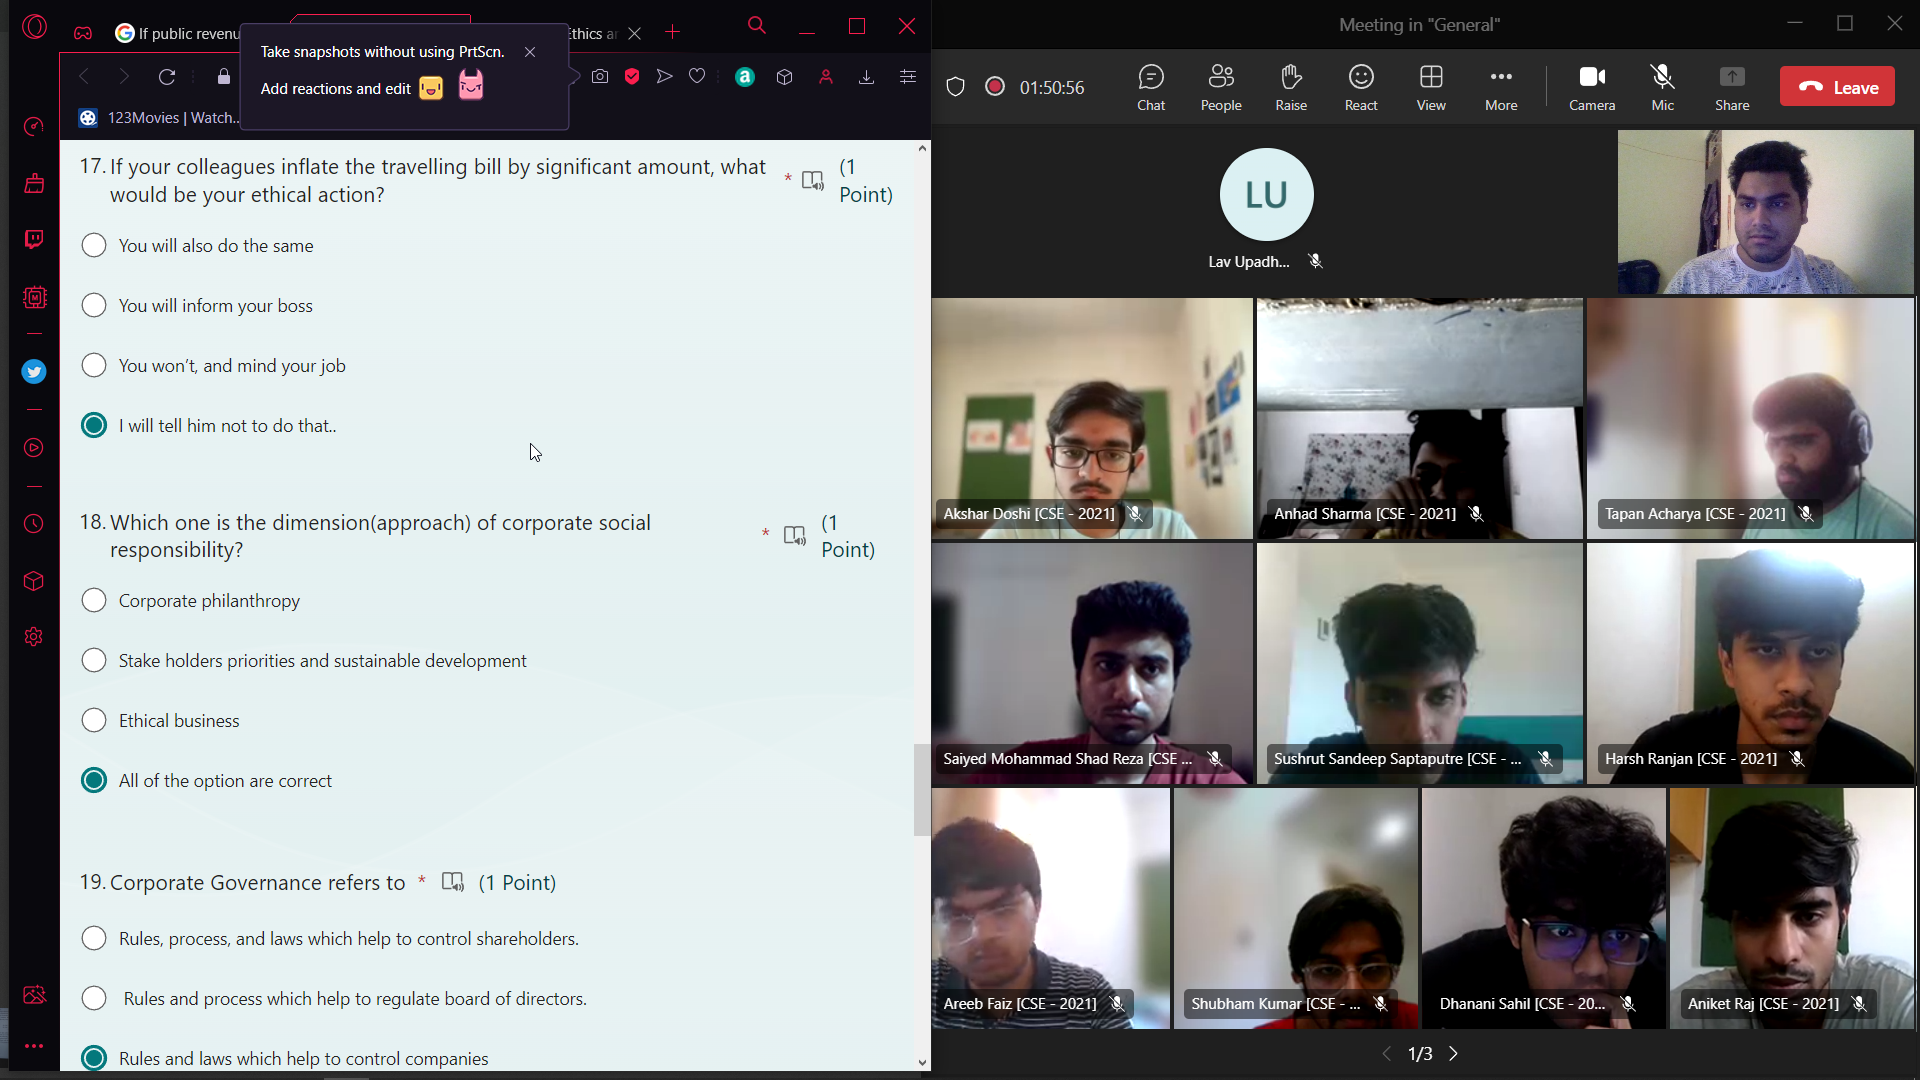 If public revenu
Take snapshots without using PrtScn.
Add reactions and edit
Ethics ar
123Movies | Watch...
17. If your colleagues inflate the travelling bill by significant amount, what would be your ethical action? * (1 Point)
You will also do the same
You will inform your boss
You won't, and mind your job
I will tell him not to do that..
18. Which one is the dimension(approach) of corporate social responsibility? * (1 Point)
Corporate philanthropy
Stake holders priorities and sustainable development
Ethical business
All of the option are correct
19. Corporate Governance refers to * (1 Point)
Rules, process, and laws which help to control shareholders.
Rules and process which help to regulate board of directors.
Rules and laws which help to control companies
Meeting in "General"
01:50:56
Chat
People
Raise
React
View
More
Camera
Mic
Share
Leave
LU
Lav Upadh...
Akshar Doshi [CSE - 2021]
Anhad Sharma [CSE - 2021]
Tapan Acharya [CSE - 2021]
Saiyed Mohammad Shad Reza [CSE ...
Sushrut Sandeep Saptaputre [CSE - ...
Harsh Ranjan [CSE - 2021]
Areeb Faiz [CSE - 2021]
Shubham Kumar [CSE - ...
Dhanani Sahil [CSE - 20...
Aniket Raj [CSE - 2021]
1/3